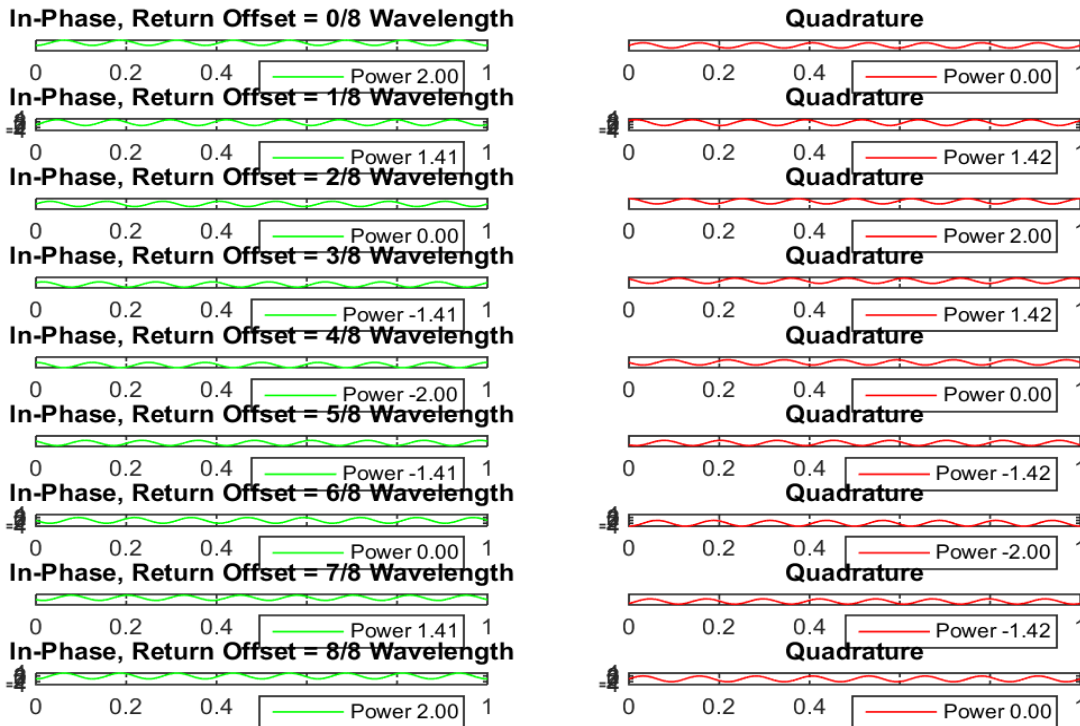 In-Phase, Return Offset = 0/8 Wavelength
Quadrature
0 0.2 0.4 1
Power 2.00
0 0.2 0.4
Power 0.00
In-Phase, Return Offset = 1/8 Wavelength
Quadrature
0 0.2 0.4 1
Power 1.41
0 0.2 0.4
Power 1.42
In-Phase, Return Offset = 2/8 Wavelength
Quadrature
0 0.2 0.4 1
Power 0.00
0 0.2 0.4
Power 2.00
In-Phase, Return Offset = 3/8 Wavelength
Quadrature
0 0.2 0.4 1
Power -1.41
0 0.2 0.4
Power 1.42
In-Phase, Return Offset = 4/8 Wavelength
Quadrature
0 0.2 0.4 1
Power -2.00
0 0.2 0.4
Power 0.00
In-Phase, Return Offset = 5/8 Wavelength
Quadrature
0 0.2 0.4 1
Power -1.41
0 0.2 0.4
Power -1.42
In-Phase, Return Offset = 6/8 Wavelength
Quadrature
0 0.2 0.4 1
Power 0.00
0 0.2 0.4
Power -2.00
In-Phase, Return Offset = 7/8 Wavelength
Quadrature
0 0.2 0.4 1
Power 1.41
0 0.2 0.4
Power -1.42
In-Phase, Return Offset = 8/8 Wavelength
Quadrature
0 0.2 0.4 1
Power 2.00
0 0.2 0.4
Power 0.00